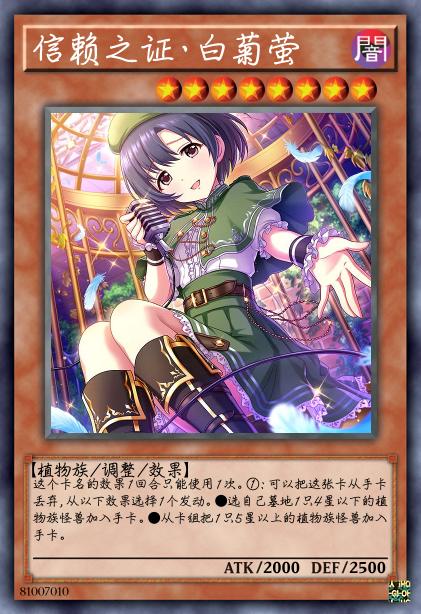 信赖之证·白菊萤
闇
【植物族/调整/效果】
这个卡名的效果1回合只能使用1次。①:可以把这张卡从手卡
丢弃,从以下效果选择1个发动。●选自己墓地1只4星以下的植
物族怪兽加入手卡。●从卡组把1只5星以上的植物族怪兽加入
手卡。
ATK/2000 DEF/2500
81007010